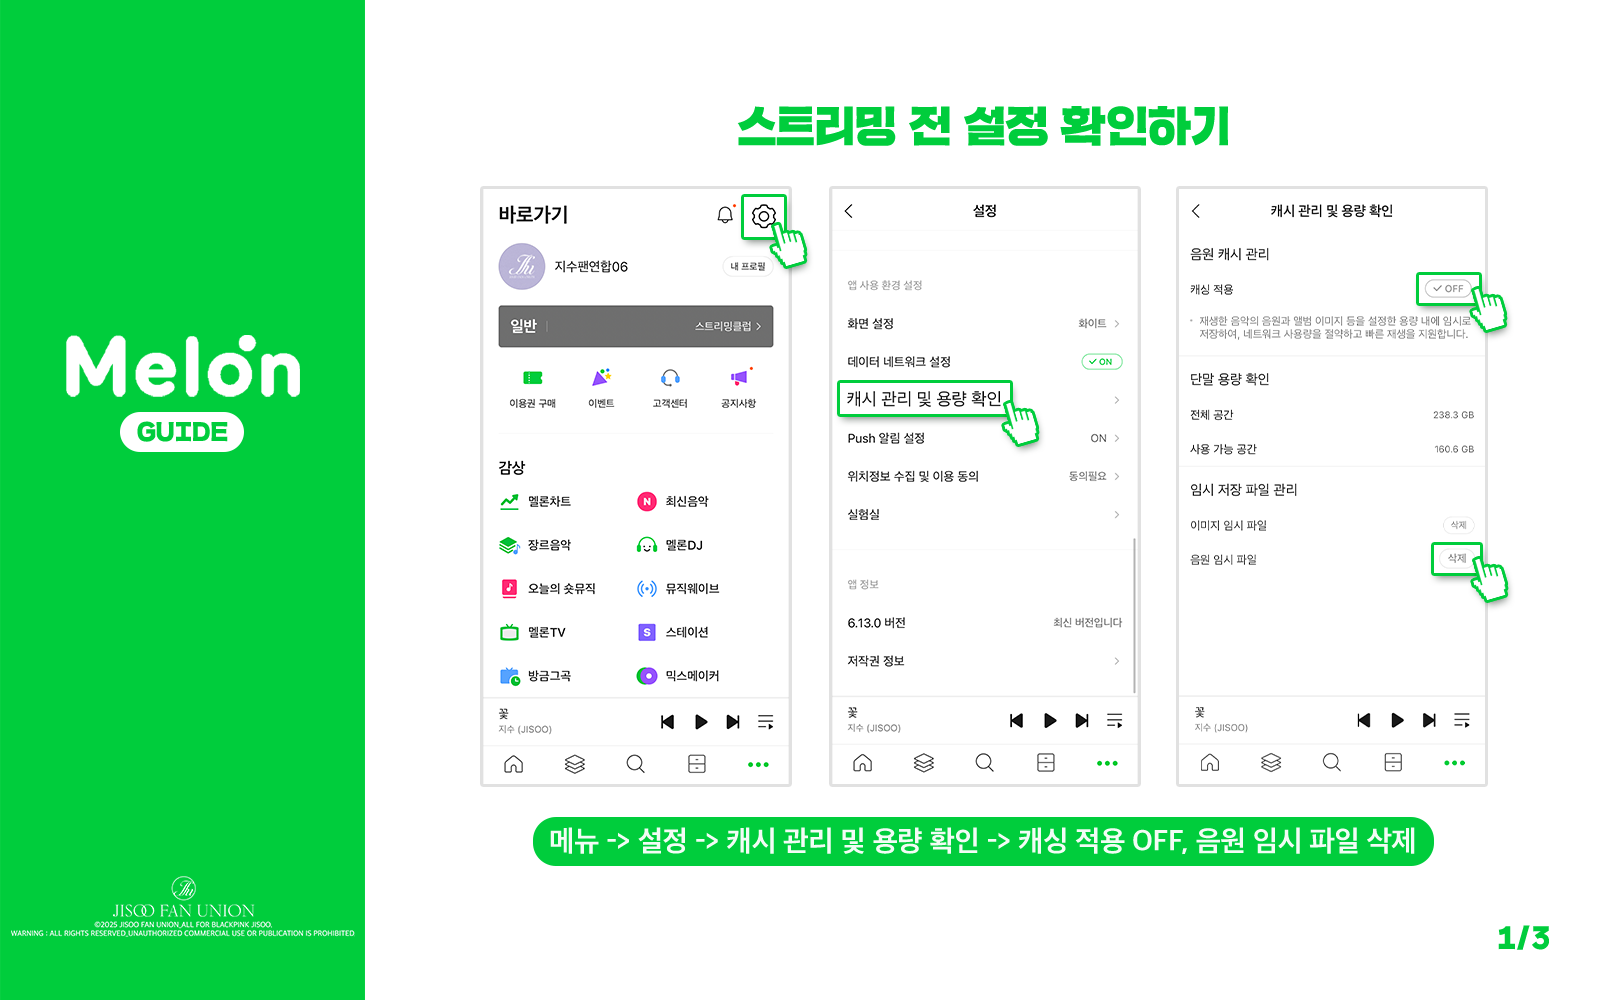 Melon
GUIDE
JISOO FAN UNION
©2025 JISOO FAN UNION,ALL FOR BLACKPINK JISOO.
WARNING : ALL RIGHTS RESERVED,UNAUTHORIZED COMMERCIAL USE OR PUBLICATION IS PROHIBITED
스트리밍 전 설정 확인하기
바로가기
지수팬연합06
내 프로필
일반
스트리밍클럽
이용권 구매
이벤트
고객센터
공지사항
감상
멜론차트
N
최신음악
장르음악
멜론DJ
오늘의 숏뮤직
뮤직웨이브
멜론TV
S
스테이션
방금그곡
믹스메이커
꽃
지수 (JISOO)
설정
앱 사용 환경 설정
화면 설정
화이트
데이터 네트워크 설정
ON
캐시 관리 및 용량 확인
Push 알림 설정
ON
위치정보 수집 및 이용 동의
동의필요
실험실
앱 정보
6.13.0 버전
최신 버전입니다
저작권 정보
꽃
지수 (JISOO)
캐시 관리 및 용량 확인
음원 캐시 관리
캐싱 적용
OFF
재생한 음악의 음원과 앨범 이미지 등을 설정한 용량 내에 임시로
저장하여, 네트워크 사용량을 절약하고 빠른 재생을 지원합니다.
단말 용량 확인
전체 공간
238.3 GB
사용 가능 공간
160.6 GB
임시 저장 파일 관리
이미지 임시 파일
삭제
음원 임시 파일
삭제
꽃
지수 (JISOO)
메뉴 -> 설정 -> 캐시 관리 및 용량 확인 -> 캐싱 적용 OFF, 음원 임시 파일 삭제
1/3